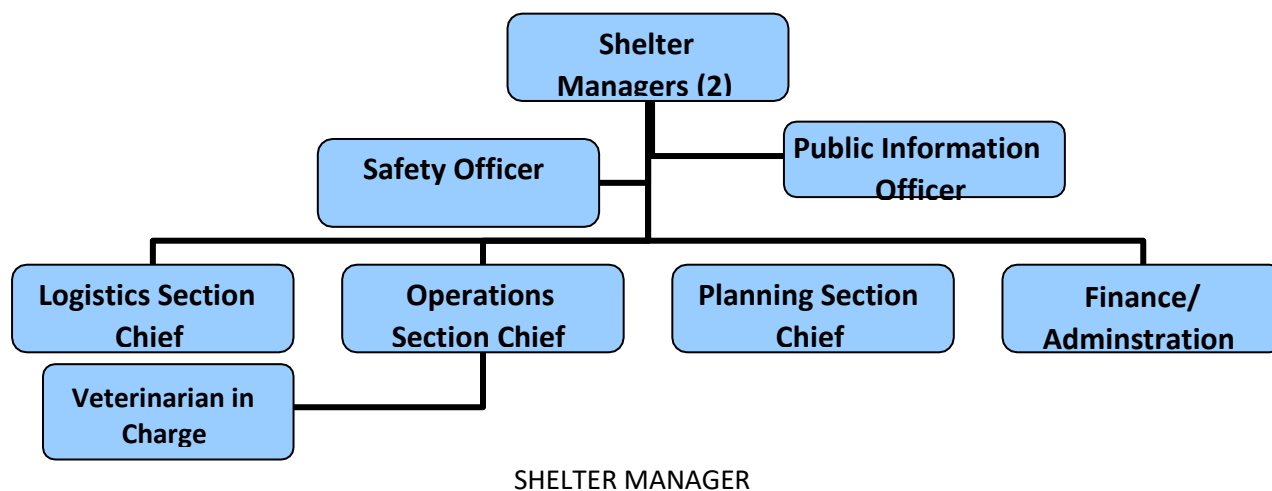 Shelter
Managers (2)
Safety Officer
Public Information
Officer
Logistics Section
Chief
Operations
Section Chief
Planning Section
Chief
Finance/
Adminstration
Veterinarian in
Charge
SHELTER MANAGER